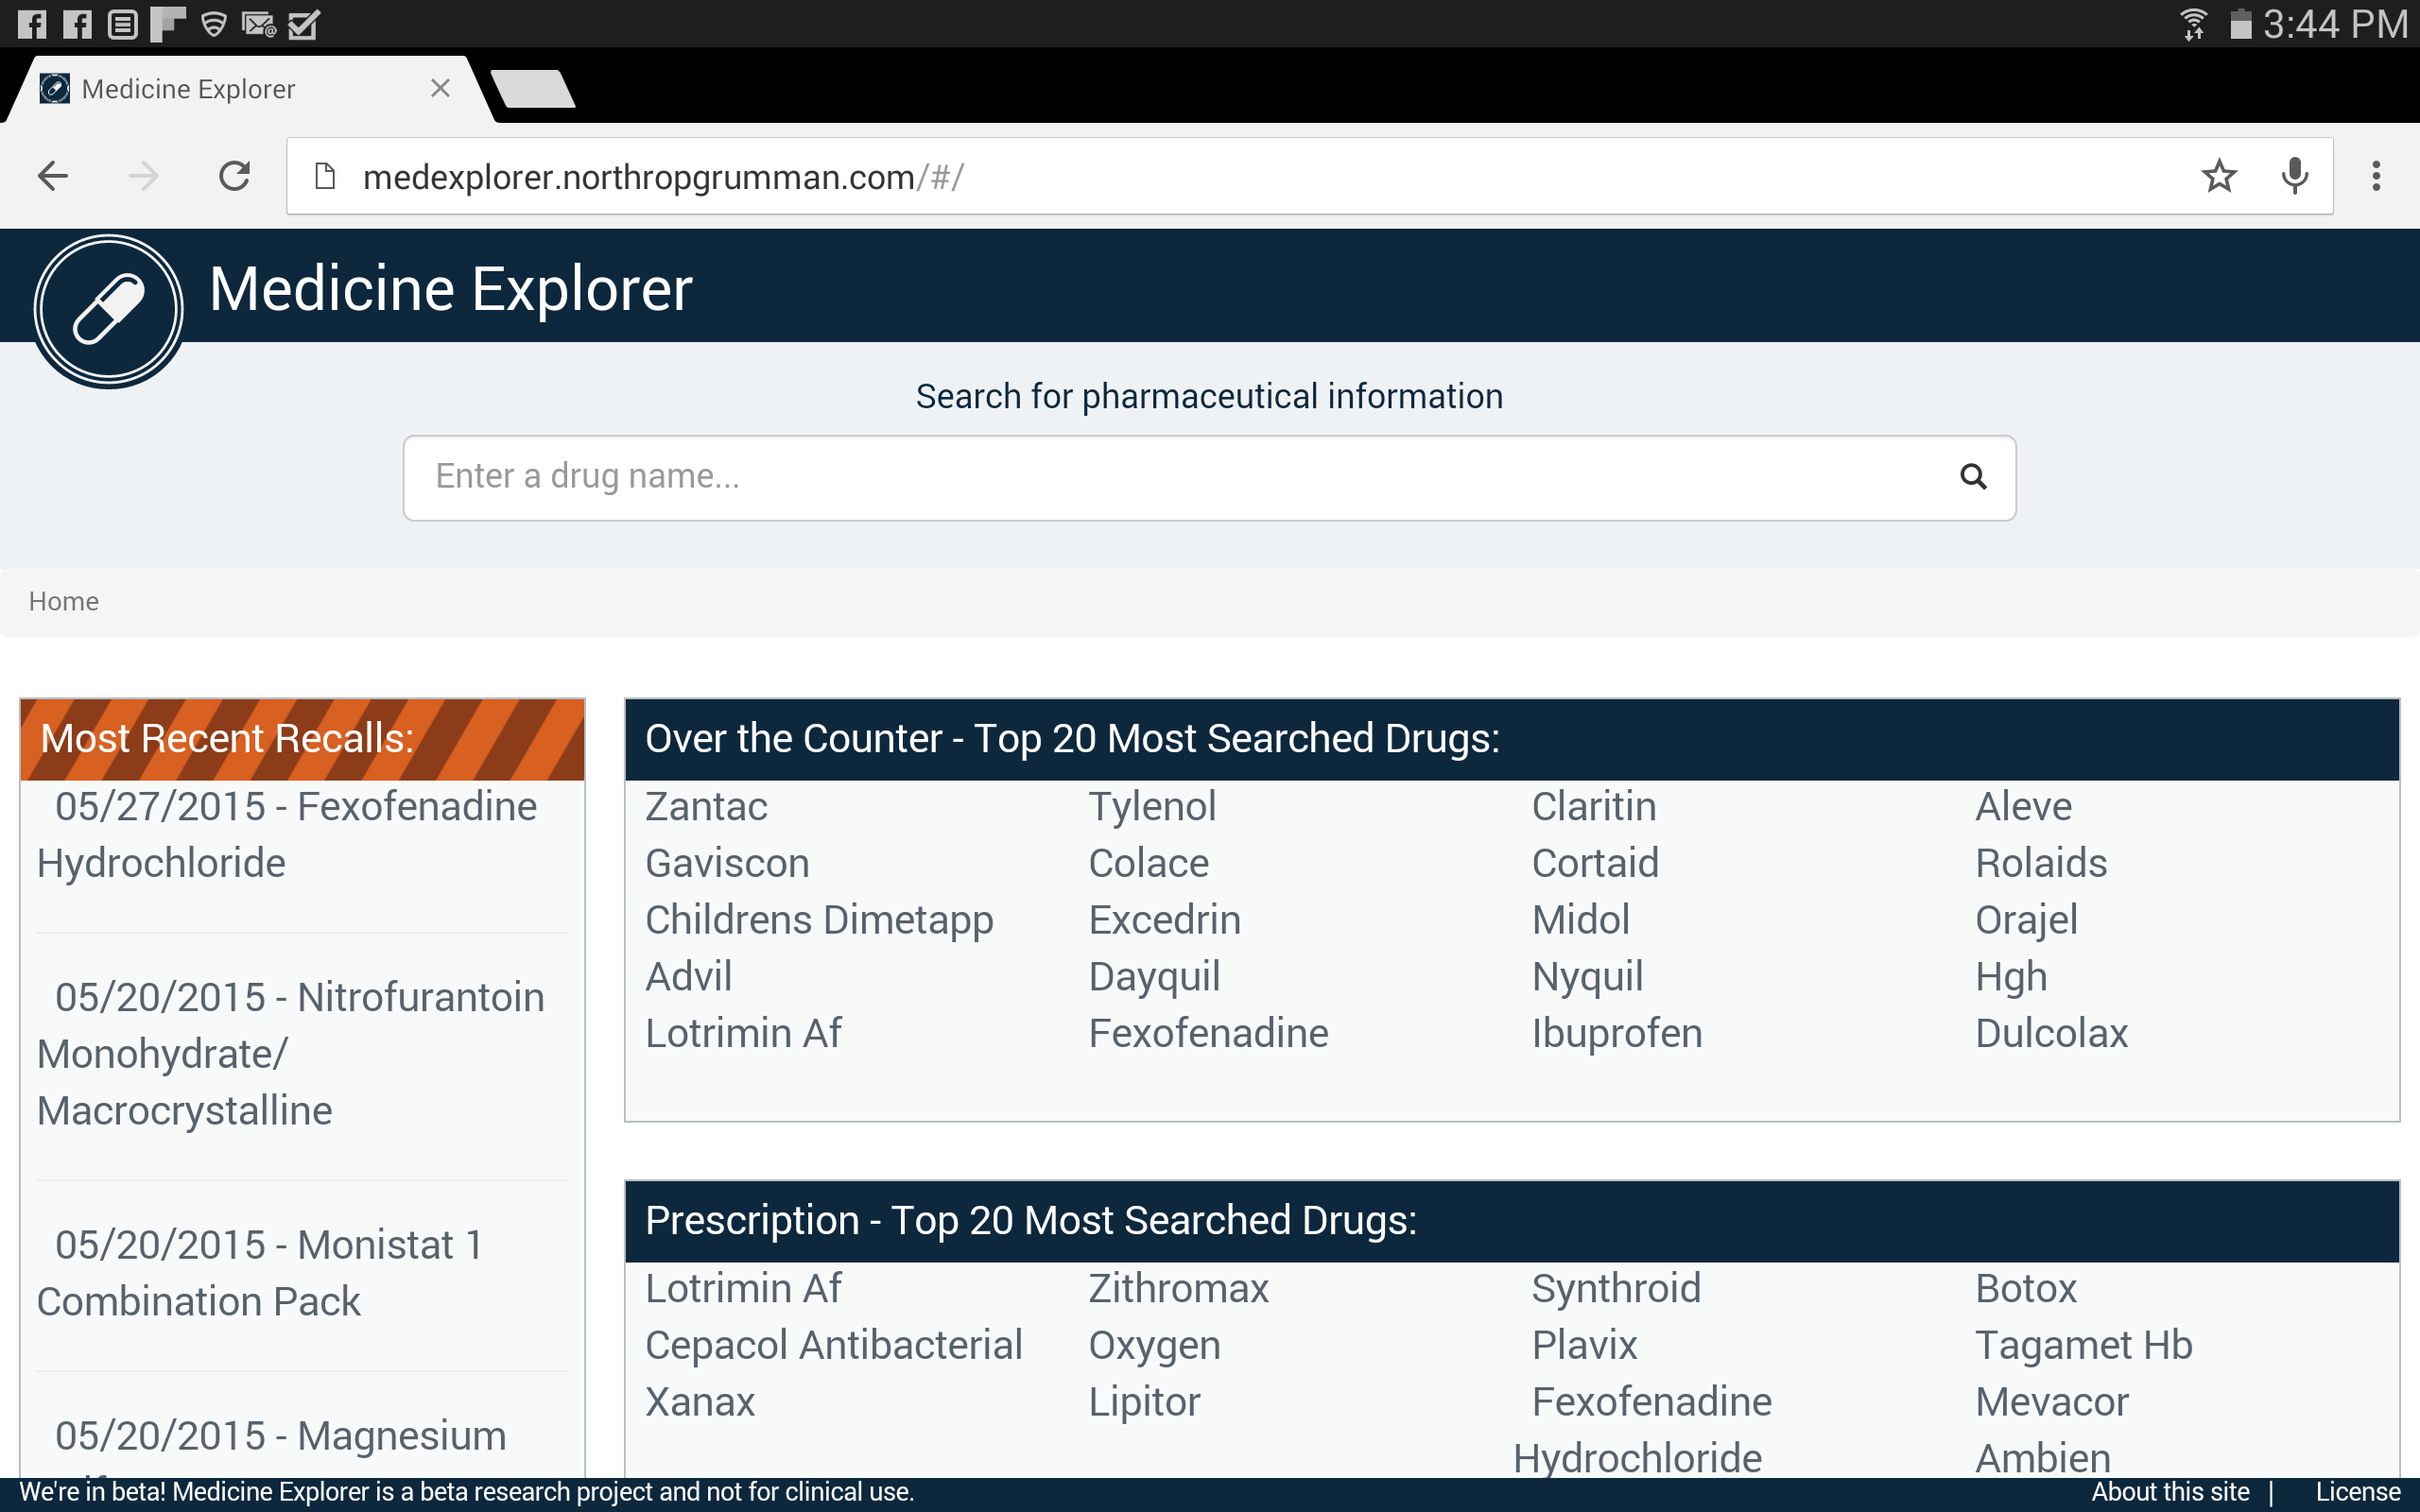 3:44 PM
Medicine Explorer
medexplorer.northropgrumman.com/#/
Medicine Explorer
Search for pharmaceutical information
Enter a drug name...
Home
Most Recent Recalls:
05/27/2015 - Fexofenadine
Hydrochloride
05/20/2015 - Nitrofurantoin
Monohydrate/
Macrocrystalline
05/20/2015 - Monistat 1
Combination Pack
05/20/2015 - Magnesium
Over the Counter - Top 20 Most Searched Drugs:
Zantac Tylenol Claritin Aleve
Gaviscon Colace Cortaid Rolaids
Childrens Dimetapp Excedrin Midol Orajel
Advil Dayquil Nyquil Hgh
Lotrimin Af Fexofenadine Ibuprofen Dulcolax
Prescription - Top 20 Most Searched Drugs:
Lotrimin Af Zithromax Synthroid Botox
Cepacol Antibacterial Oxygen Plavix Tagamet Hb
Xanax Lipitor Fexofenadine Mevacor
Hydrochloride Ambien
We're in beta! Medicine Explorer is a beta research project and not for clinical use.
About this site | License